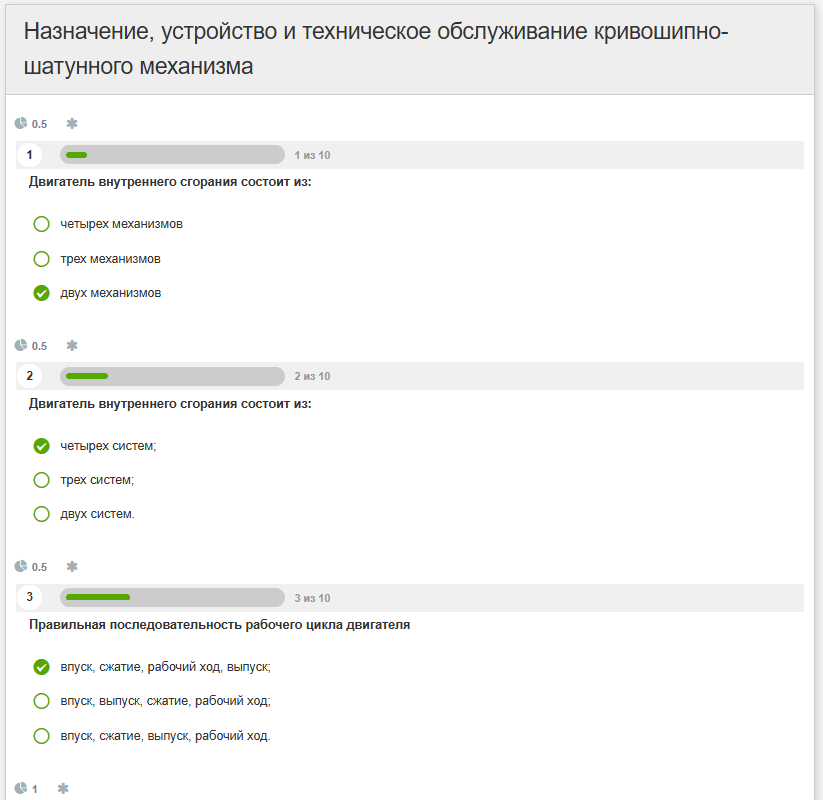 Назначение, устройство и техническое обслуживание кривошипно-
шатунного механизма
0.5
1
1 из 10
Двигатель внутреннего сгорания состоит из:
четырех механизмов
трех механизмов
двух механизмов
0.5
2
2 из 10
Двигатель внутреннего сгорания состоит из:
четырех систем;
трех систем;
двух систем.
0.5
3
3 из 10
Правильная последовательность рабочего цикла двигателя
впуск, сжатие, рабочий ход, выпуск;
впуск, выпуск, сжатие, рабочий ход;
впуск, сжатие, выпуск, рабочий ход.
1